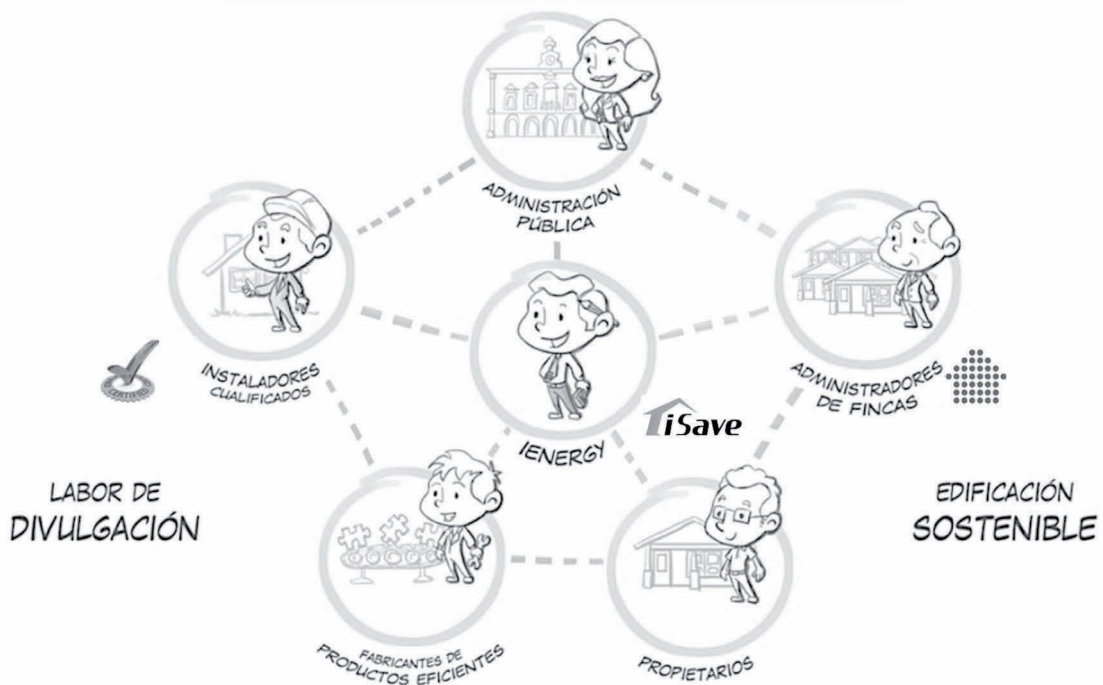 ADMINISTRACIÓN
PÚBLICA
INSTALADORES
CUALIFICADOS
ADMINISTRADORES
DE FINCAS
IENERGY
iSave
LABOR DE
DIVULGACIÓN
EDIFICACIÓN
SOSTENIBLE
FABRICANTES DE
PRODUCTOS EFICIENTES
PROPIETARIOS